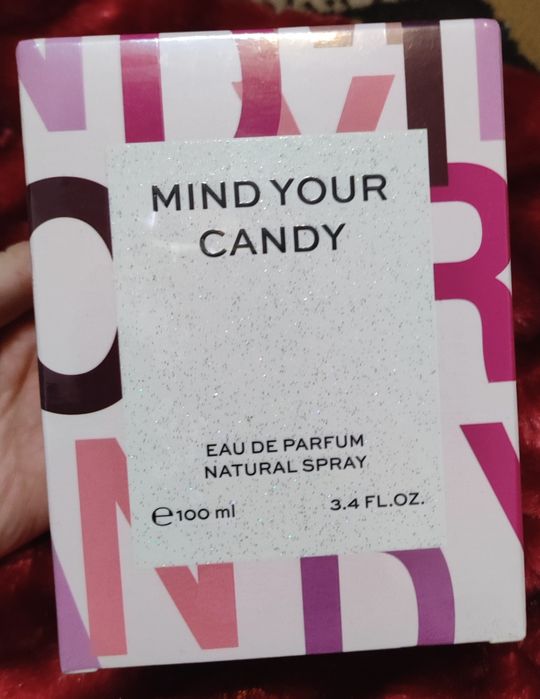 MIND YOUR
CANDY
EAU DE PARFUM
NATURAL SPRAY
℮100 ml
3.4 FL.OZ.